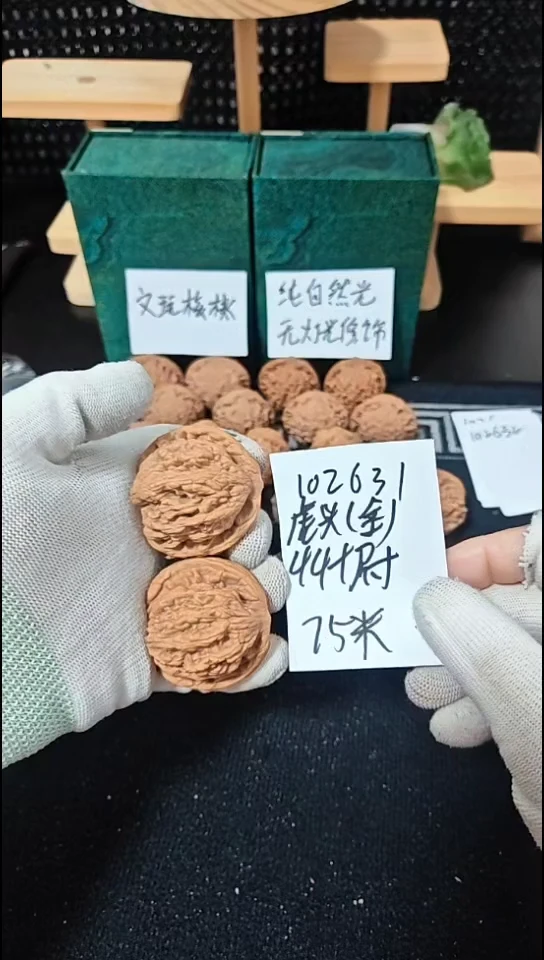 文玩核桃
纯自然光
无灯光修饰
102631
虎头(全)
44+肘
75米